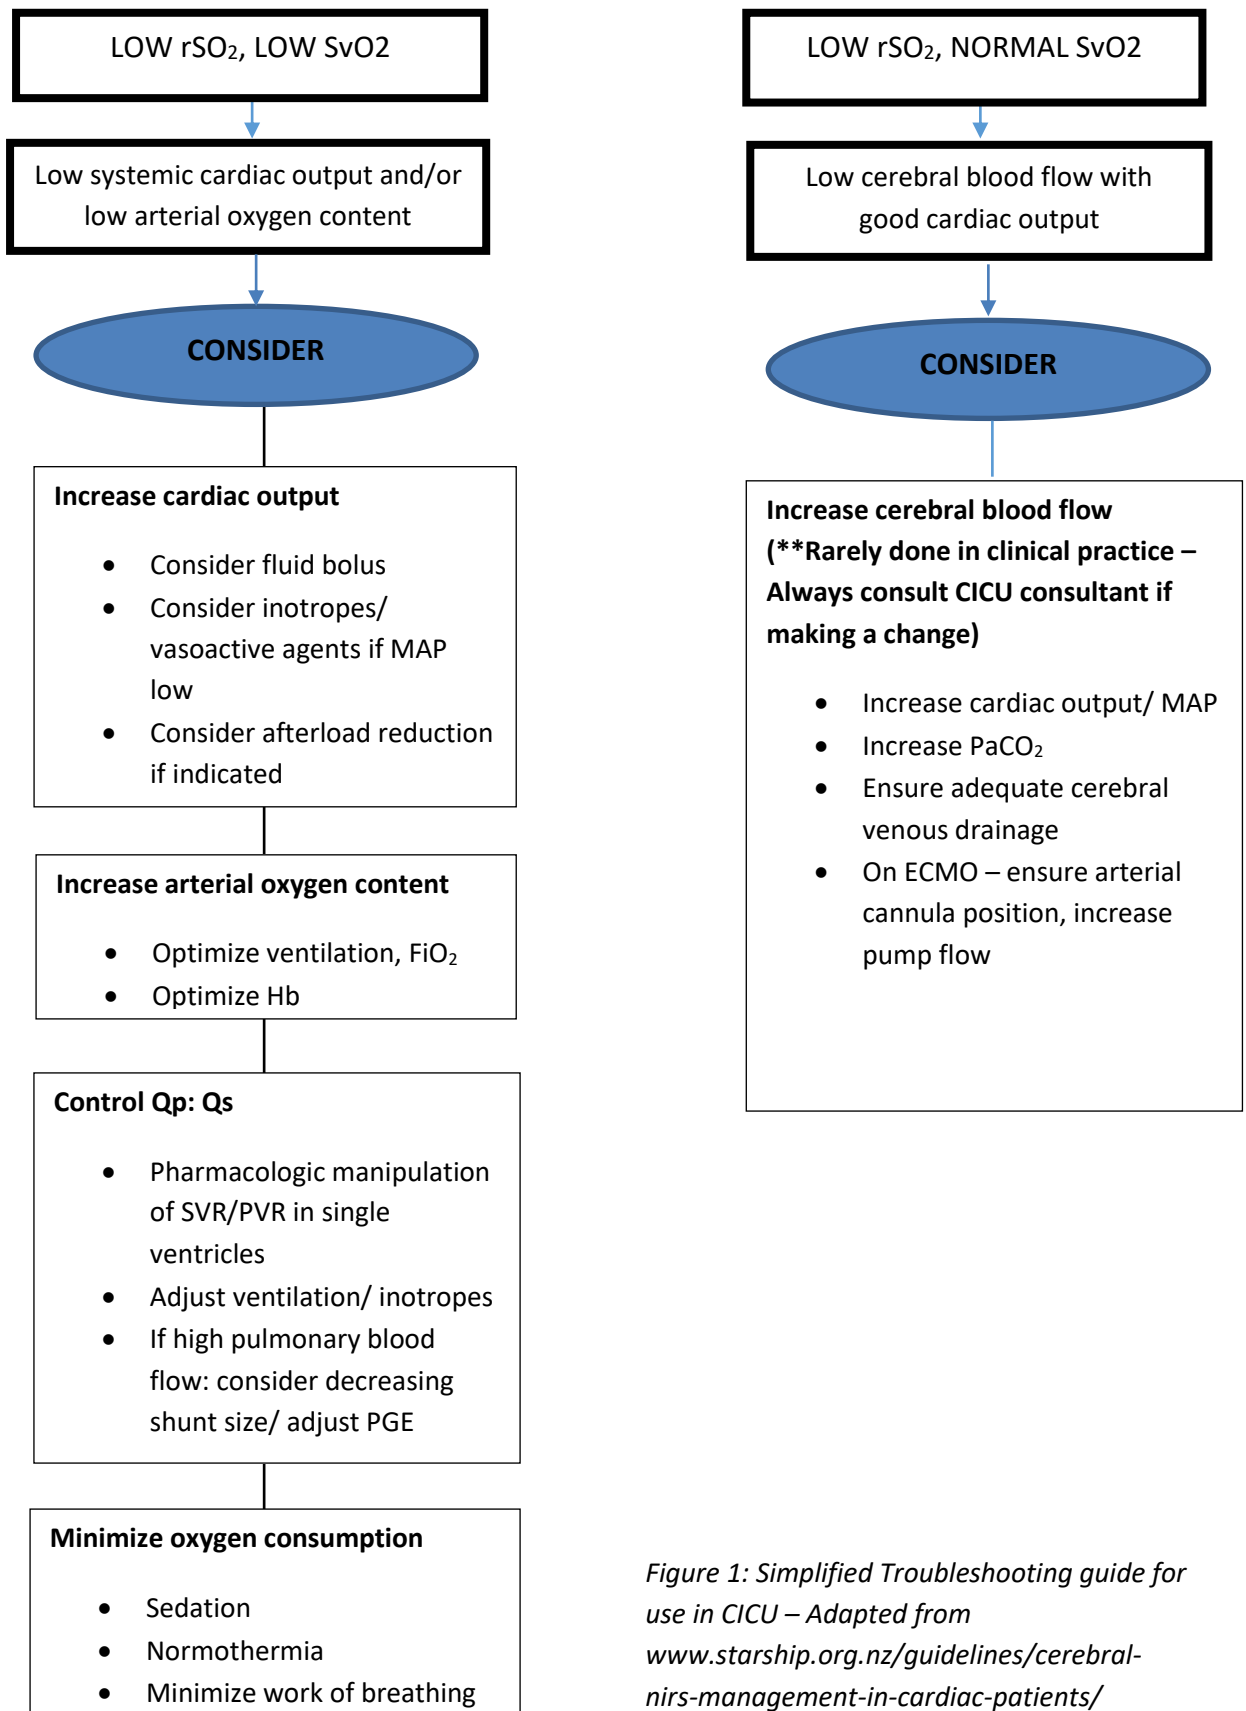 LOW rSO₂, LOW SvO2
Low systemic cardiac output and/or
low arterial oxygen content
CONSIDER
Increase cardiac output
• Consider fluid bolus
• Consider inotropes/
vasoactive agents if MAP
low
• Consider afterload reduction
if indicated
Increase arterial oxygen content
• Optimize ventilation, FiO₂
• Optimize Hb
Control Qp: Qs
• Pharmacologic manipulation
of SVR/PVR in single
ventricles
• Adjust ventilation/ inotropes
• If high pulmonary blood
flow: consider decreasing
shunt size/ adjust PGE
Minimize oxygen consumption
• Sedation
• Normothermia
• Minimize work of breathing
LOW rSO₂, NORMAL SvO2
Low cerebral blood flow with
good cardiac output
CONSIDER
Increase cerebral blood flow
(**Rarely done in clinical practice –
Always consult CICU consultant if
making a change)
• Increase cardiac output/ MAP
• Increase PaCO₂
• Ensure adequate cerebral
venous drainage
• On ECMO – ensure arterial
cannula position, increase
pump flow
Figure 1: Simplified Troubleshooting guide for
use in CICU – Adapted from
www.starship.org.nz/guidelines/cerebral-
nirs-management-in-cardiac-patients/